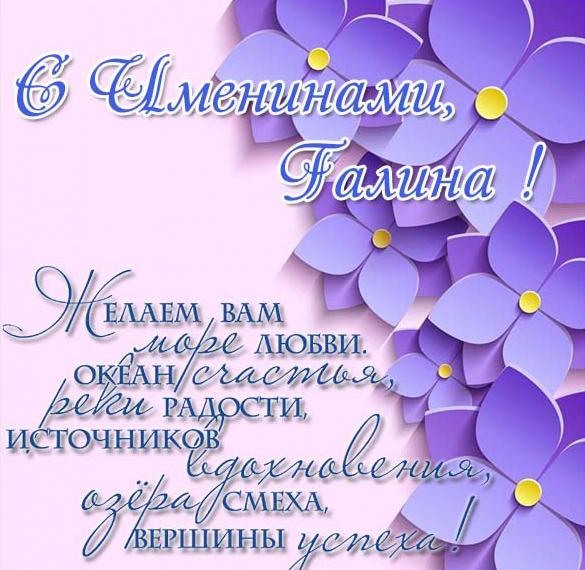 С Именинами,
Галина !
Желаем вам
море любви.
океан счастья,
реки радости,
источников
вдохновения,
озёра смеха,
вершины успеха!